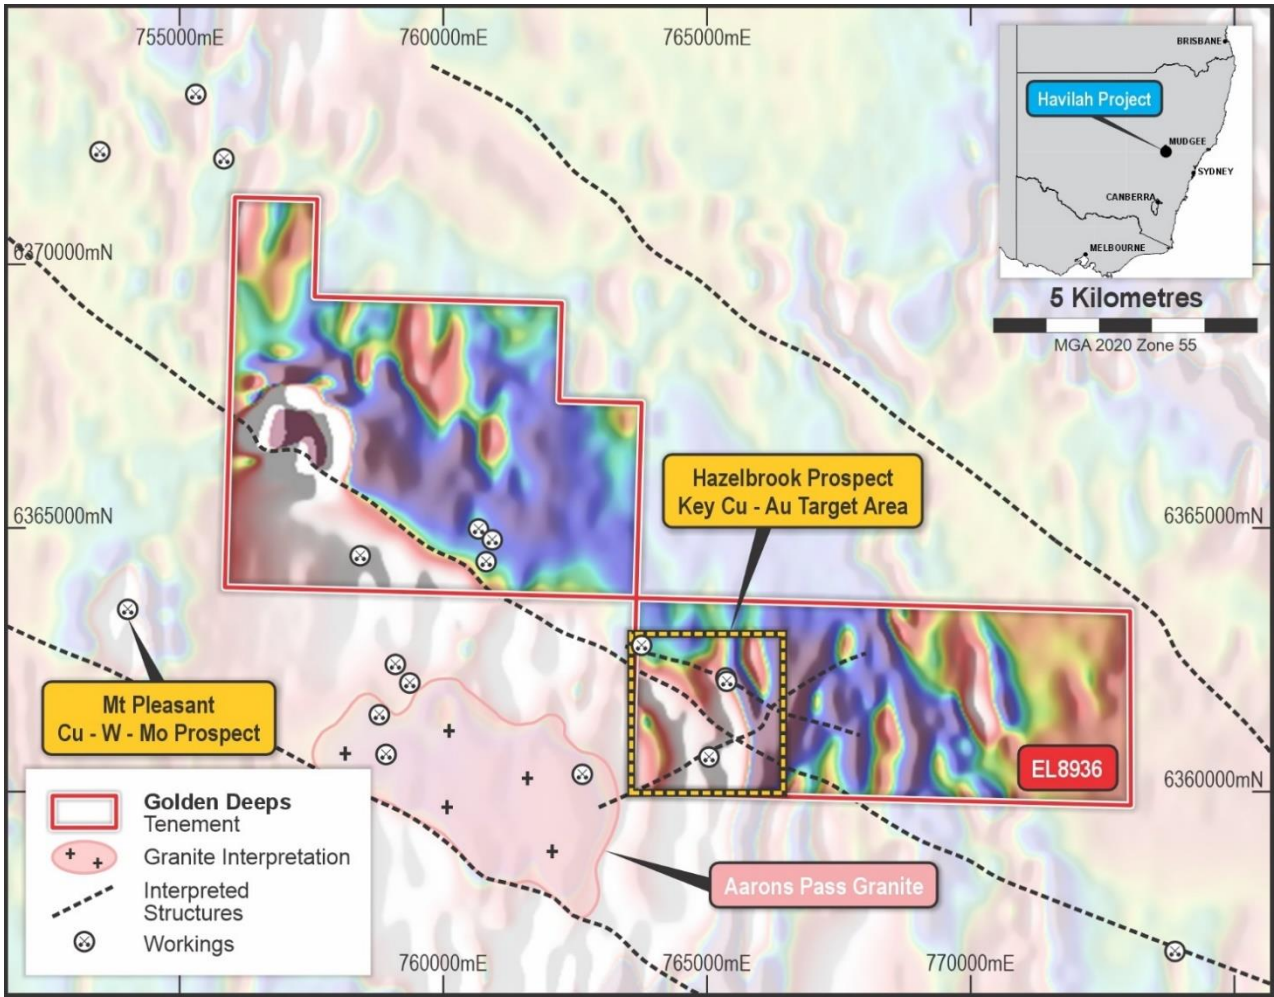 755000mE
760000mE
765000mE
BRISBANE
Havilah Project
MUDGEE
SYDNEY
CANBERRA
MELBOURNE
6370000mN
5 Kilometres
MGA 2020 Zone 55
Hazelbrook Prospect
Key Cu - Au Target Area
6365000mN
6365000mN
Mt Pleasant
Cu - W - Mo Prospect
EL8936
6360000mN
Golden Deeps
Tenement
Granite Interpretation
Interpreted
Structures
Workings
Aarons Pass Granite
760000mE
765000mE
770000mE